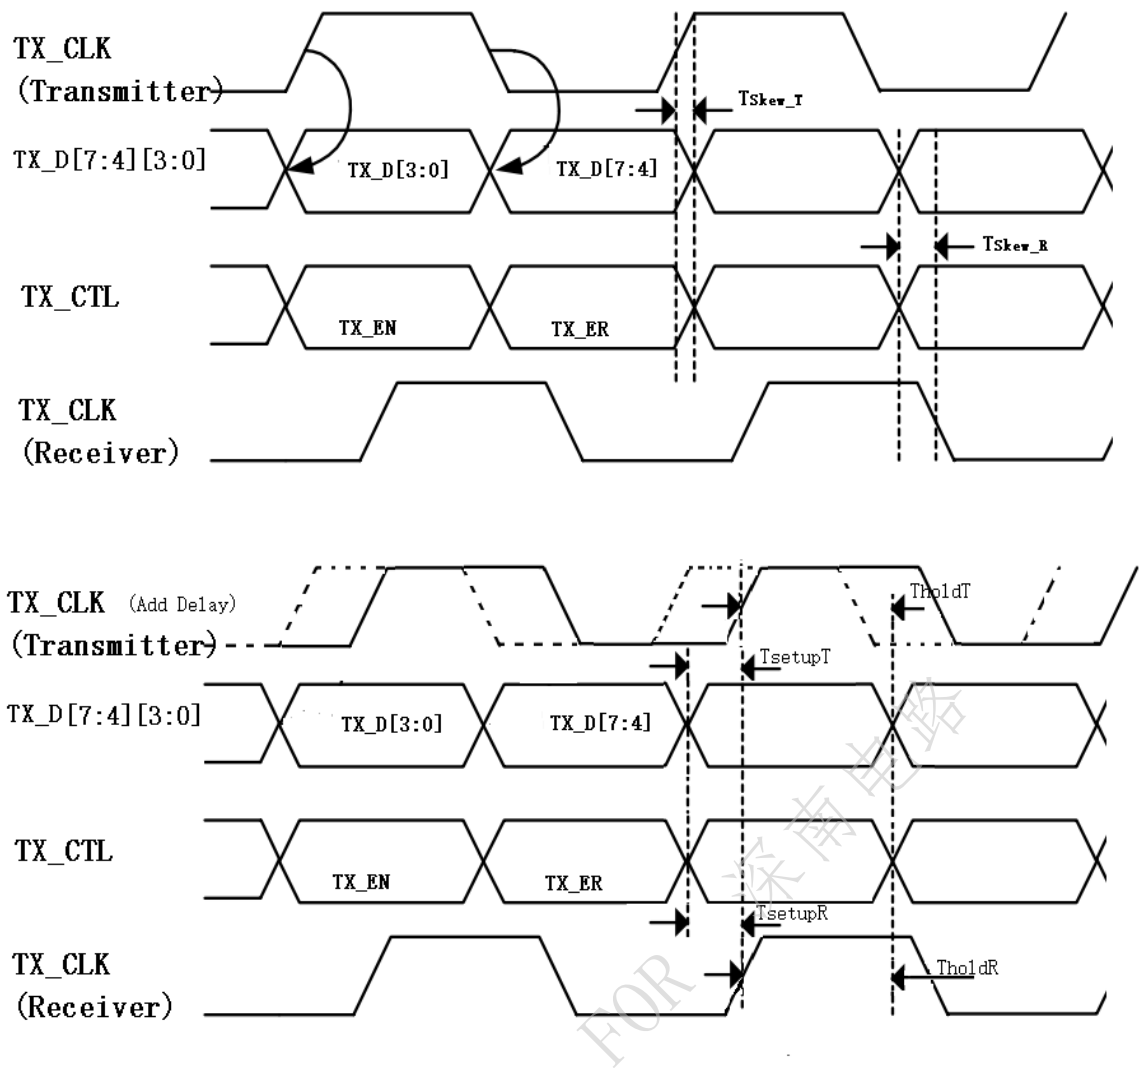 TX_CLK
(Transmitter)
Tskew_T
TX_D[7:4][3:0]
TX_D[3:0]
TX_D[7:4]
Tskew_R
TX_CTL
TX_EN
TX_ER
TX_CLK
(Receiver)
TX_CLK (Add Delay)
(Transmitter)
TholdT
TsetupT
TX_D[7:4][3:0]
TX_D[3:0]
TX_D[7:4]
TX_CTL
TX_EN
TX_ER
TsetupR
TX_CLK
(Receiver)
TholdR
FOR 深南电路